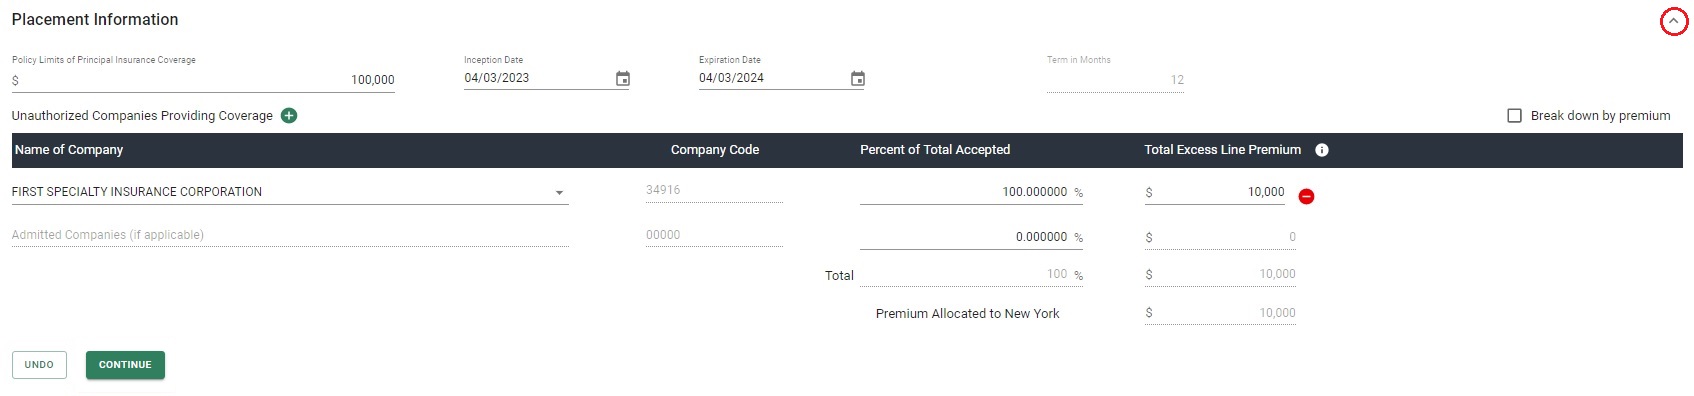 Placement Information
Policy Limits of Principal Insurance Coverage Inception Date Expiration Date Term in Months
$ 100,000 04/03/2023 04/03/2024 12
Unauthorized Companies Providing Coverage Break down by premium
Name of Company Company Code Percent of Total Accepted Total Excess Line Premium
FIRST SPECIALTY INSURANCE CORPORATION 34916 100.000000 % $ 10,000
Admitted Companies (if applicable) 00000 0.000000 % $ 0
Total 100 % $ 10,000
Premium Allocated to New York $ 10,000
UNDO CONTINUE